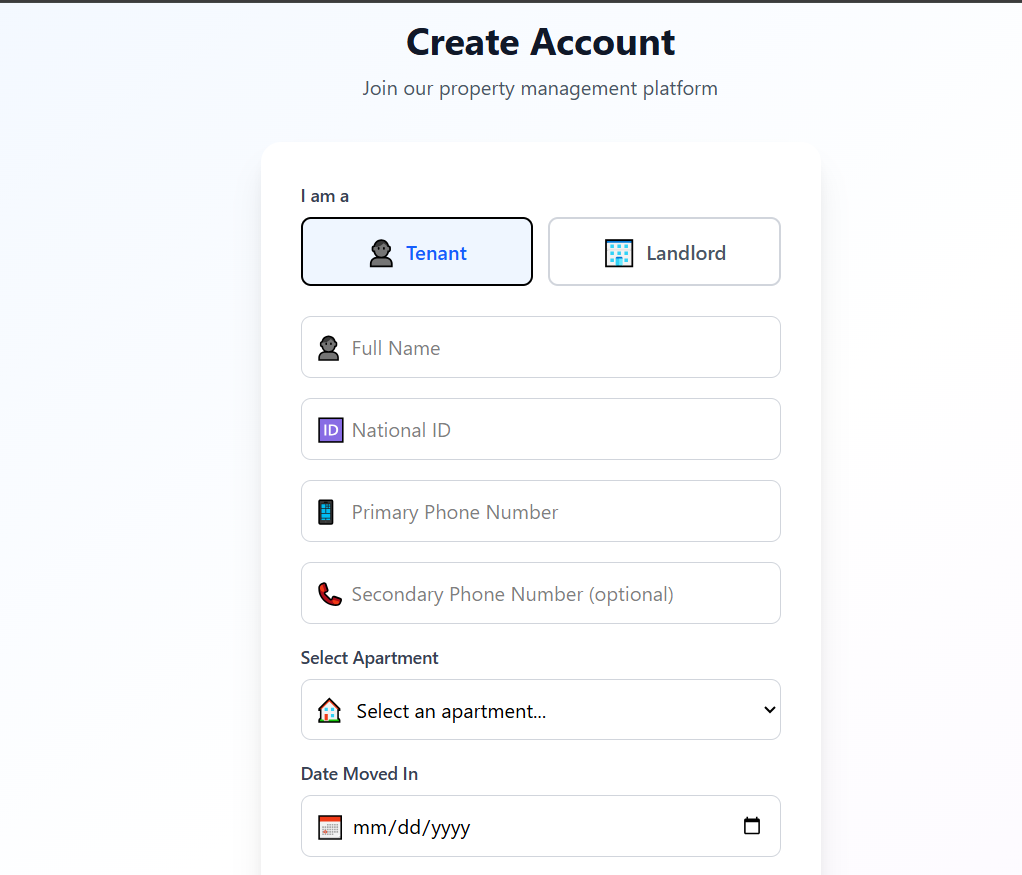 Create Account
Join our property management platform
I am a
Tenant
Landlord
Full Name
ID National ID
Primary Phone Number
Secondary Phone Number (optional)
Select Apartment
Select an apartment...
Date Moved In
mm/dd/yyyy